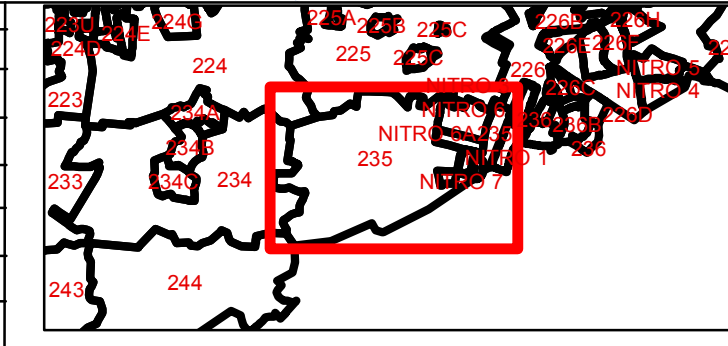 223U 224D 224E 224G 225A 225B 225C 226B 226H
225 225C 226E 226F
224 226 NITRO 5
223 226C NITRO 4
234A NITRO 6 226D
NITRO 6A 235 236 236B
234B 235 NITRO 1 236
233 234C 234 NITRO 7
243 244